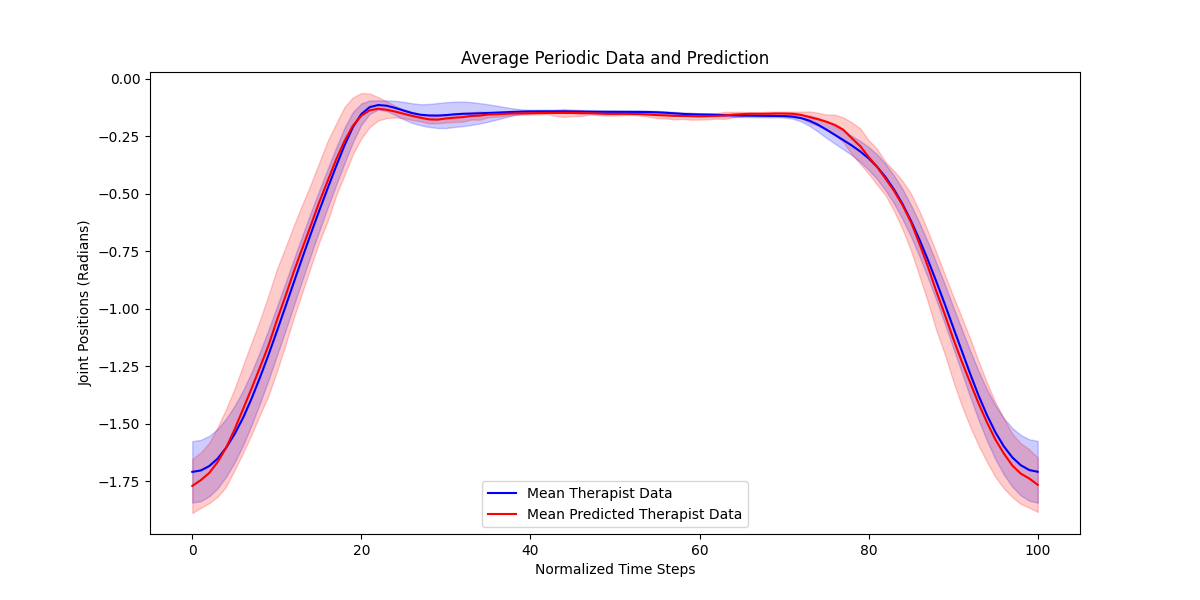 Average Periodic Data and Prediction
0.00
−0.25
−0.50
−0.75
−1.00
−1.25
−1.50
−1.75
Joint Positions (Radians)
Mean Therapist Data
Mean Predicted Therapist Data
0 20 40 60 80 100
Normalized Time Steps